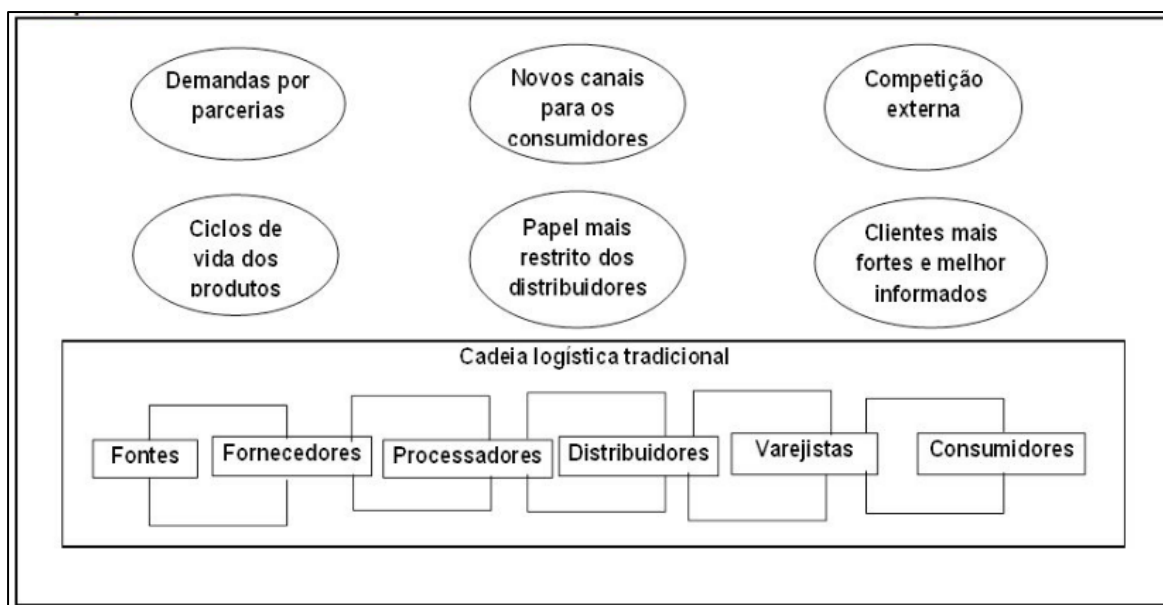 Demandas por
parcerias
Novos canais
para os
consumidores
Competição
externa
Ciclos de
vida dos
produtos
Papel mais
restrito dos
distribuidores
Clientes mais
fortes e melhor
informados
Cadeia logística tradicional
Fontes
Fornecedores
Processadores
Distribuidores
Varejistas
Consumidores